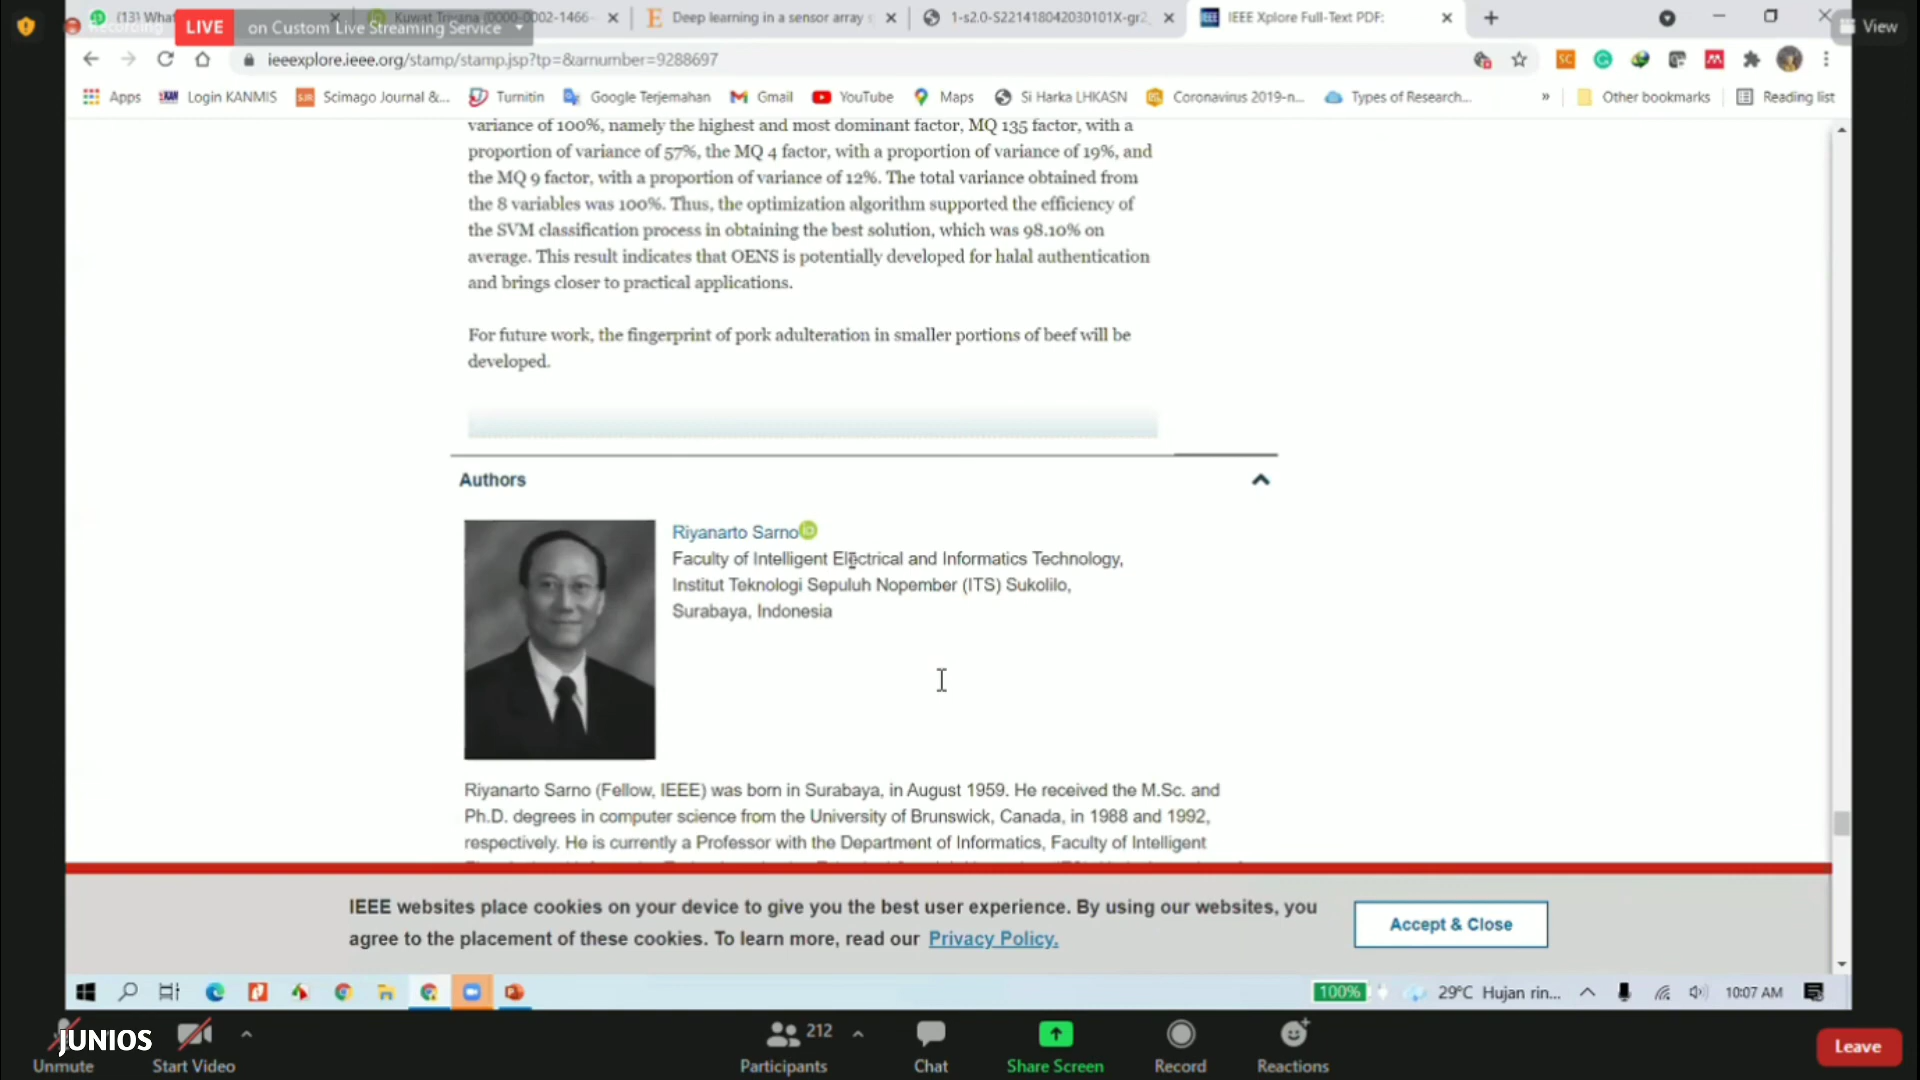 (13) Wha
Kuwat Triyana (0000-0002-1466-
Deep learning in a sensor array s
1-s2.0-S221418042030101X-gr2_
IEEE Xplore Full-Text PDF:
Recording
LIVE
on Custom Live Streaming Service
View
ieeexplore.ieee.org/stamp/stamp.jsp?tp=&arnumber=9288697
Apps
Login KANMIS
Scimago Journal &...
Turnitin
Google Terjemahan
Gmail
YouTube
Maps
Si Harka LHKASN
Coronavirus 2019-n...
Types of Research...
»
Other bookmarks
Reading list
variance of 100%, namely the highest and most dominant factor, MQ 135 factor, with a
proportion of variance of 57%, the MQ 4 factor, with a proportion of variance of 19%, and
the MQ 9 factor, with a proportion of variance of 12%. The total variance obtained from
the 8 variables was 100%. Thus, the optimization algorithm supported the efficiency of
the SVM classification process in obtaining the best solution, which was 98.10% on
average. This result indicates that OENS is potentially developed for halal authentication
and brings closer to practical applications.
For future work, the fingerprint of pork adulteration in smaller portions of beef will be
developed.
Authors
Riyanarto Sarno
Faculty of Intelligent Electrical and Informatics Technology,
Institut Teknologi Sepuluh Nopember (ITS) Sukolilo,
Surabaya, Indonesia
Riyanarto Sarno (Fellow, IEEE) was born in Surabaya, in August 1959. He received the M.Sc. and
Ph.D. degrees in computer science from the University of Brunswick, Canada, in 1988 and 1992,
respectively. He is currently a Professor with the Department of Informatics, Faculty of Intelligent
IEEE websites place cookies on your device to give you the best user experience. By using our websites, you
agree to the placement of these cookies. To learn more, read our Privacy Policy.
Accept & Close
100%
29°C Hujan rin...
10:07 AM
JUNIOS
Unmute
Start Video
212
Participants
Chat
Share Screen
Record
Reactions
Leave